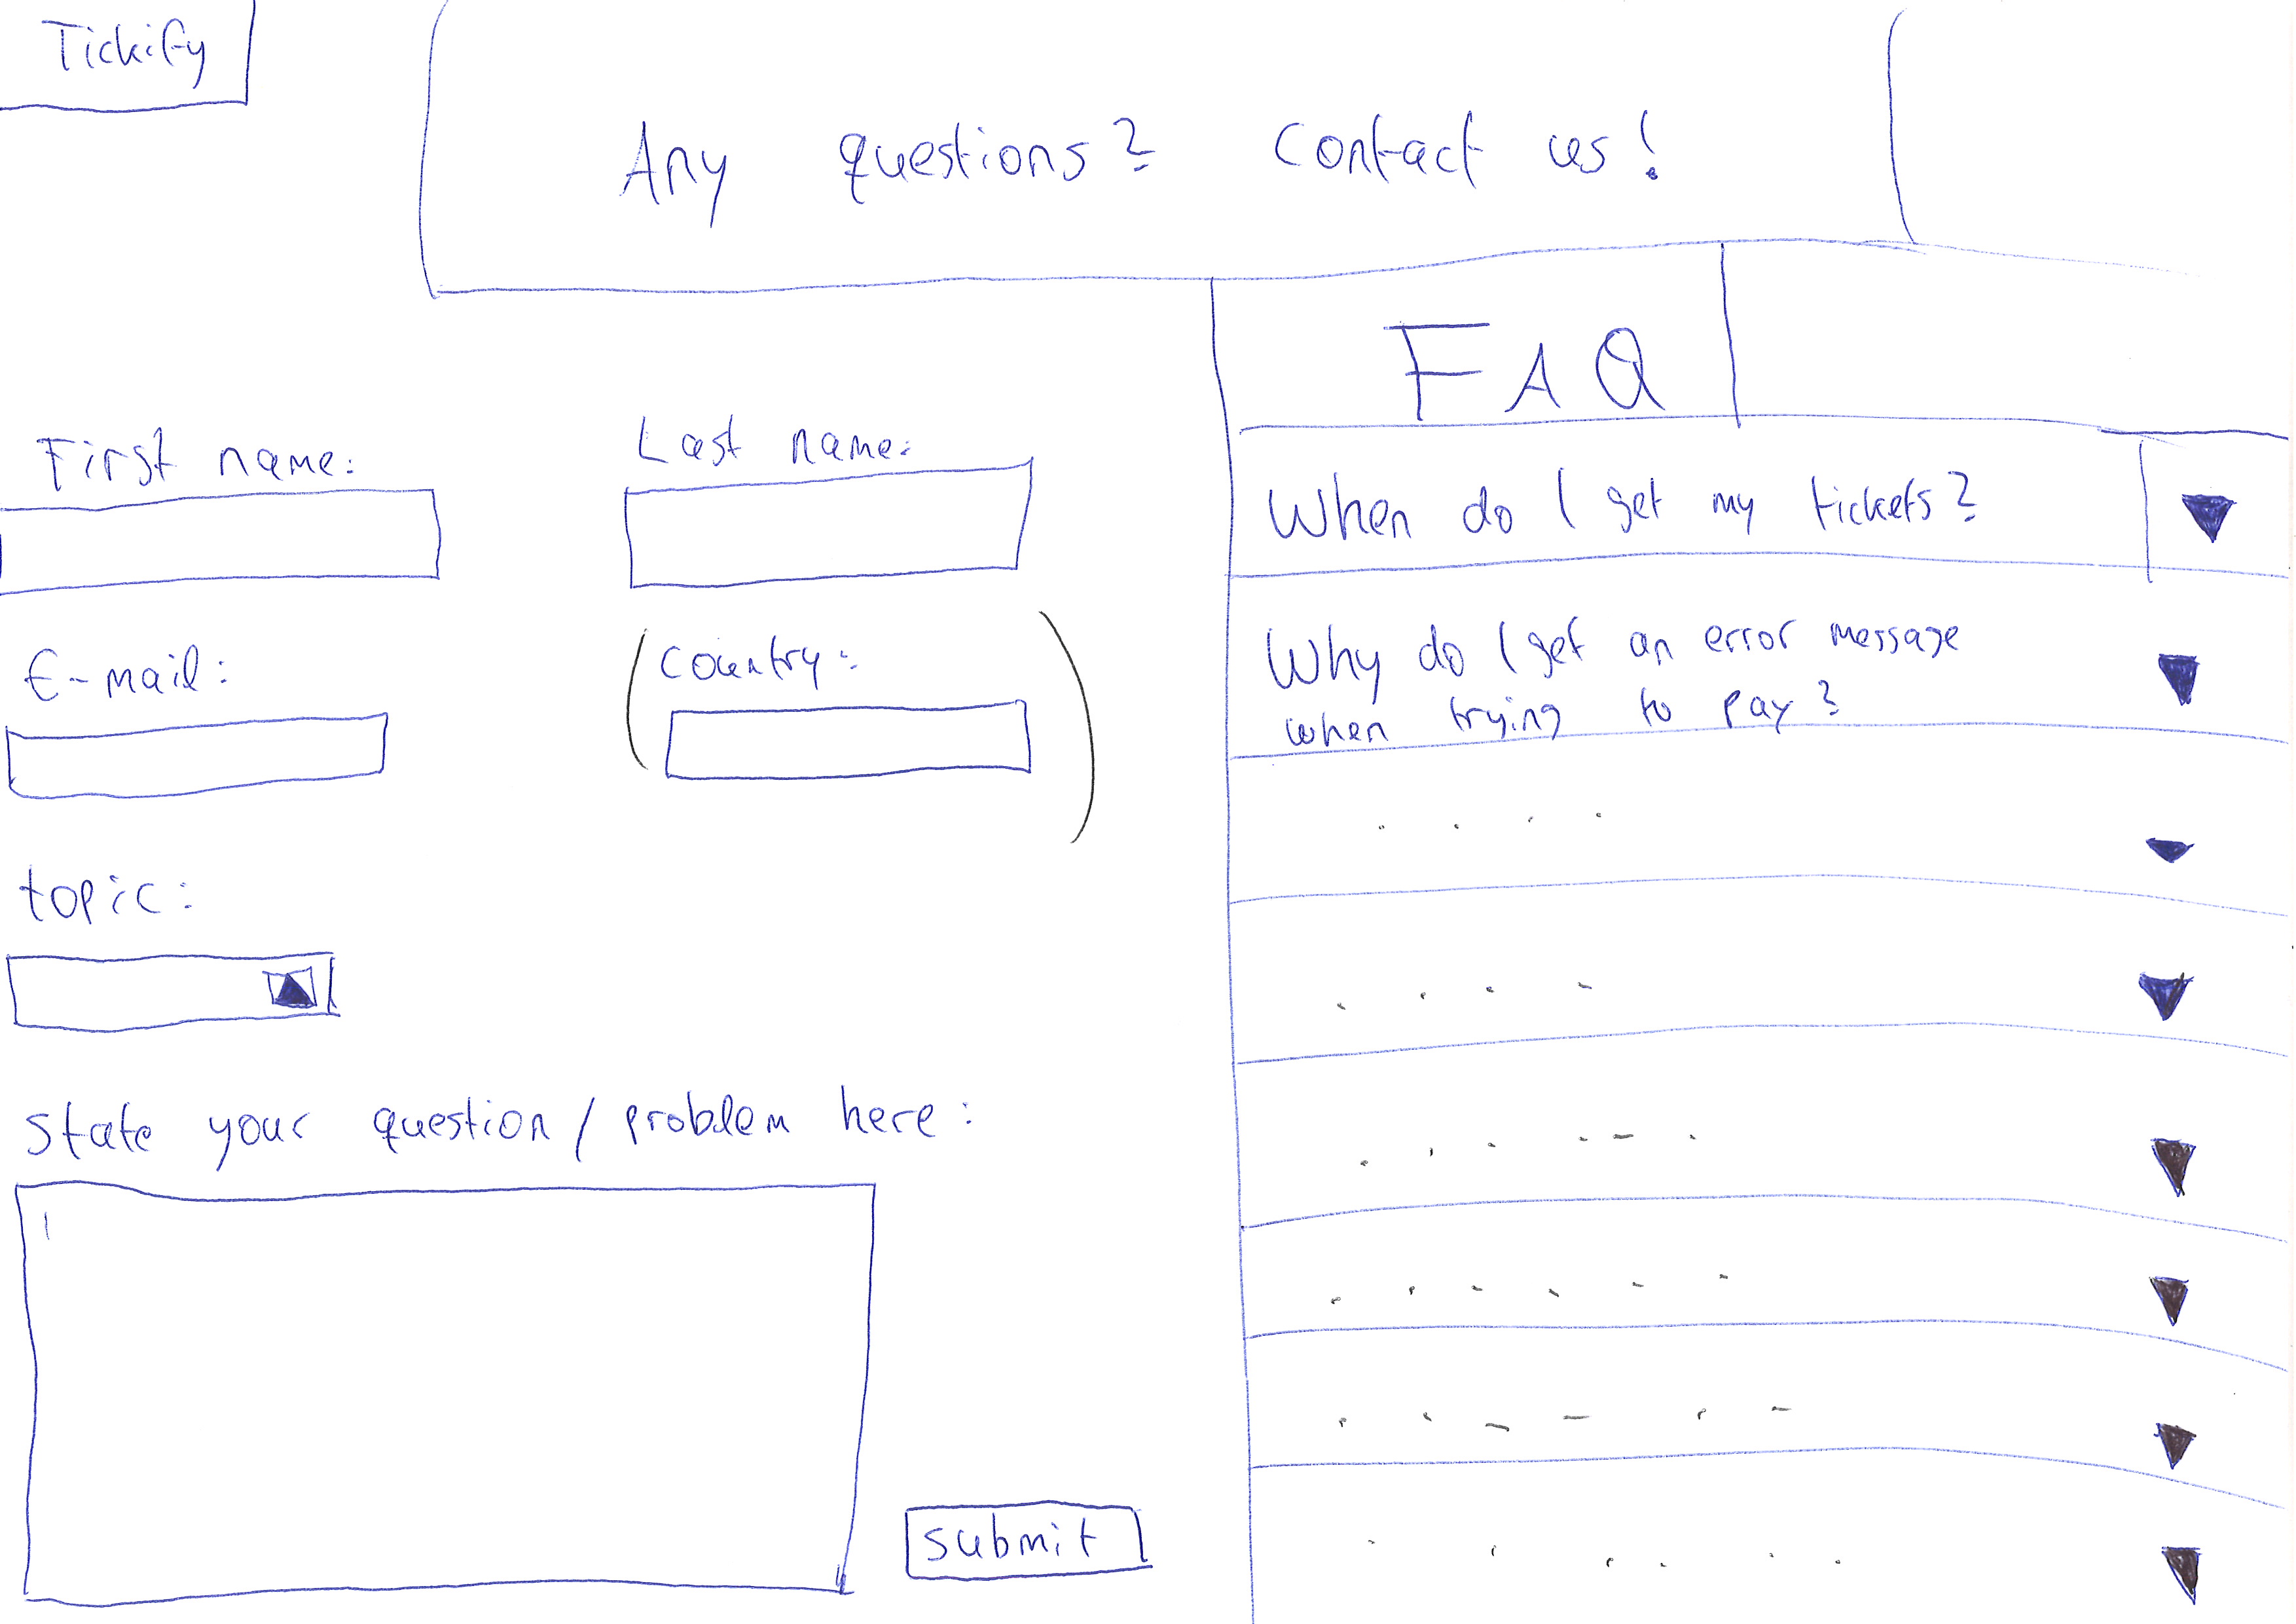 Tickify
Any questions? Contact us!
First name:
Last name:
E-mail:
Country:
topic:
state your question / problem here:
submit
FAQ
When do I get my tickets?
Why do I get an error message
when trying to pay?